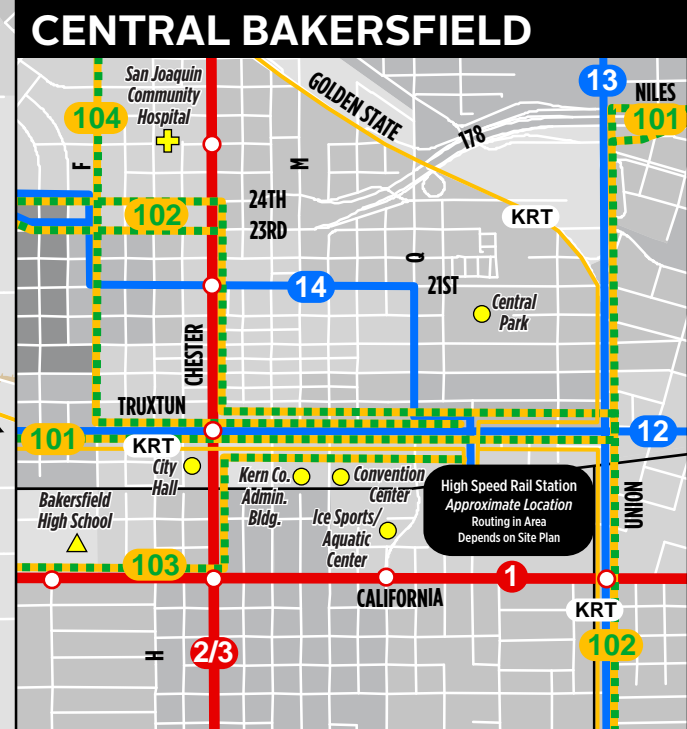 CENTRAL BAKERSFIELD
San Joaquin
Community
Hospital
GOLDEN STATE
13
NILES
101
104
178
F
M
24TH
102
23RD
KRT
Q
14
21ST
Central
Park
CHESTER
TRUXTUN
101
KRT
12
City
Hall
Kern Co.
Admin.
Bldg.
Convention
Center
High Speed Rail Station
Approximate Location
Routing in Area
Depends on Site Plan
UNION
Bakersfield
High School
Ice Sports/
Aquatic
Center
103
1
CALIFORNIA
KRT
H
2/3
102